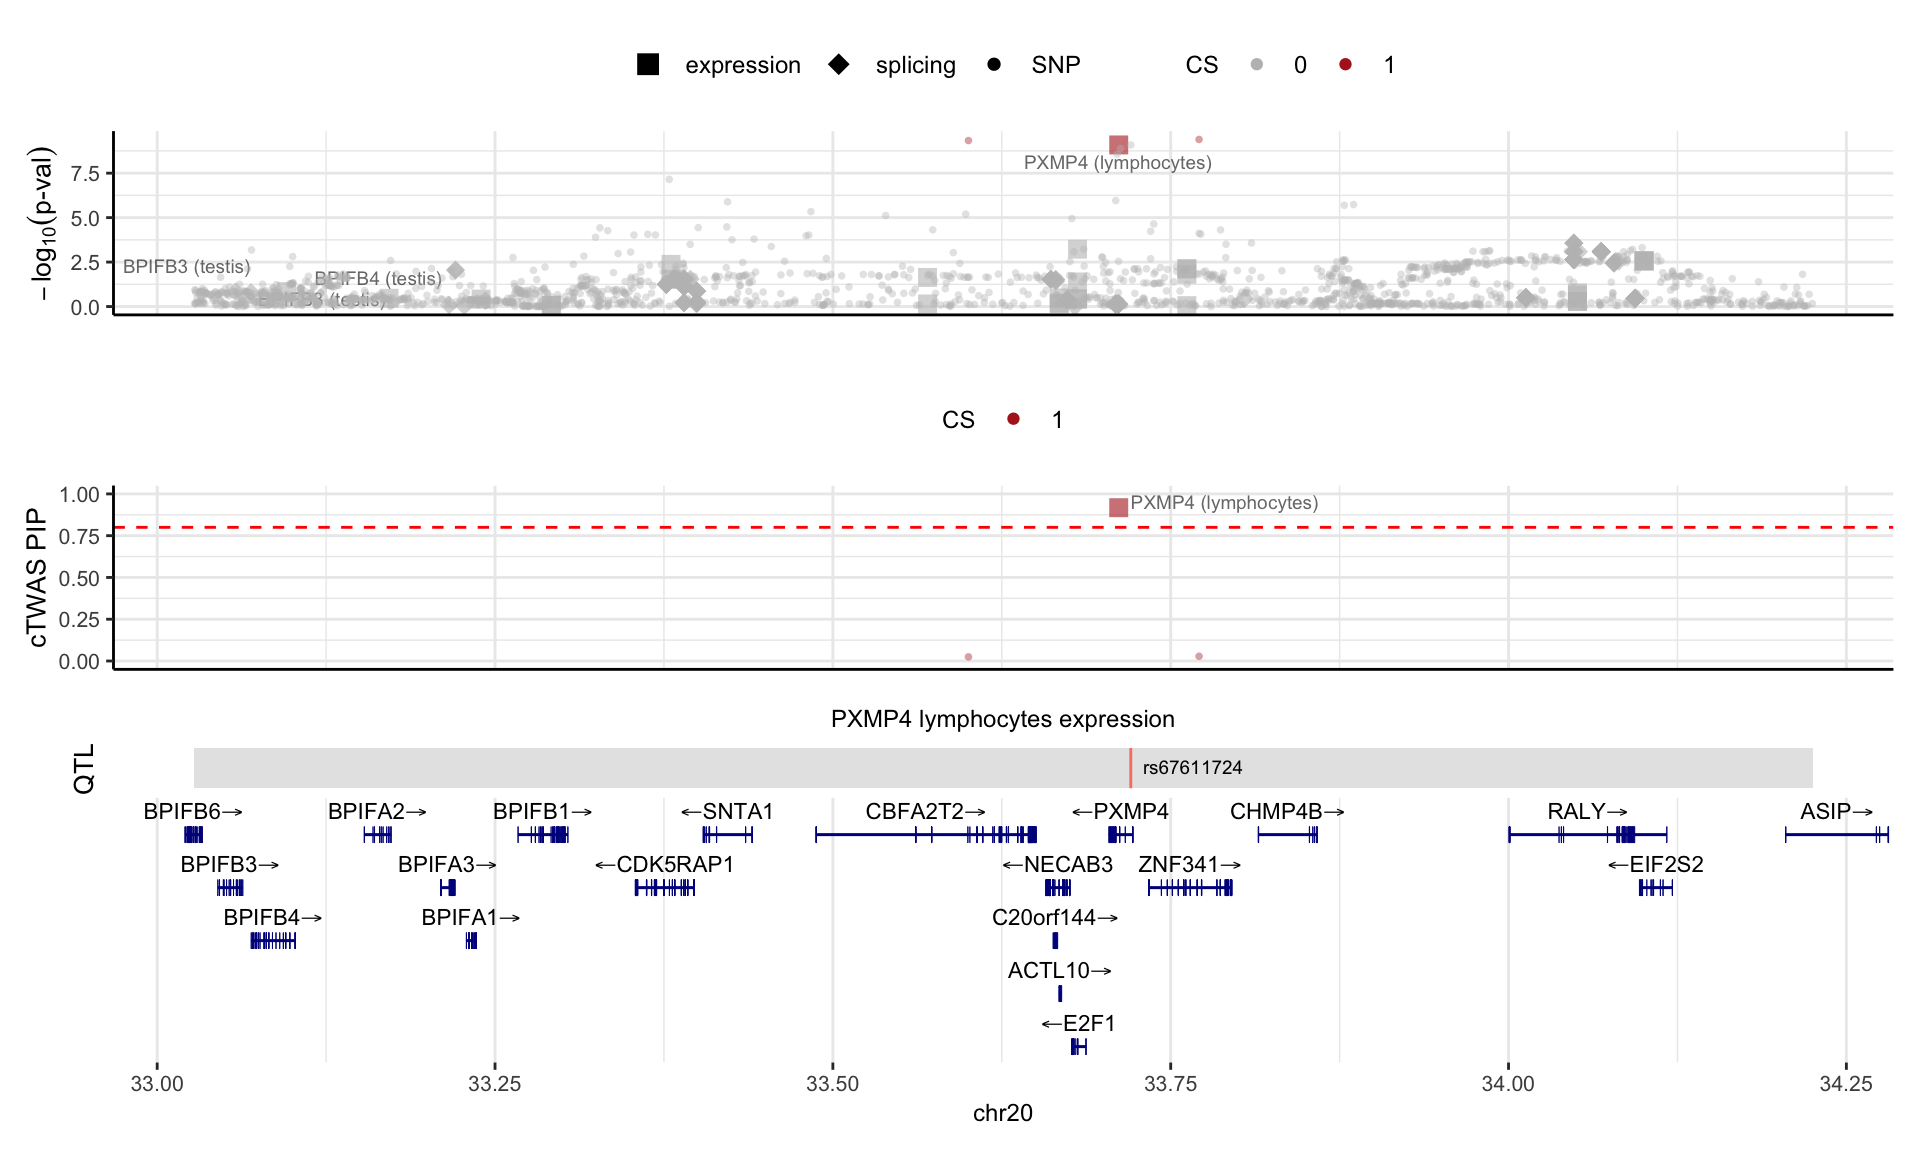 expression splicing SNP CS 0 1
− log10(p-val)
7.5
5.0
2.5
0.0
PXMP4 (lymphocytes)
BPIFB3 (testis)
BPIFB4 (testis)
BPIFB3 (testis)
CS 1
cTWAS PIP
1.00
0.75
0.50
0.25
0.00
PXMP4 (lymphocytes)
PXMP4 lymphocytes expression
QTL
rs67611724
BPIFB6→ BPIFA2→ BPIFB1→ ←SNTA1 CBFA2T2→ ←PXMP4 CHMP4B→ RALY→ ASIP→
BPIFB3→ BPIFA3→ ←CDK5RAP1 ←NECAB3 ZNF341→ ←EIF2S2
BPIFB4→ BPIFA1→ C20orf144→
ACTL10→
←E2F1
33.00 33.25 33.50 33.75 34.00 34.25
chr20